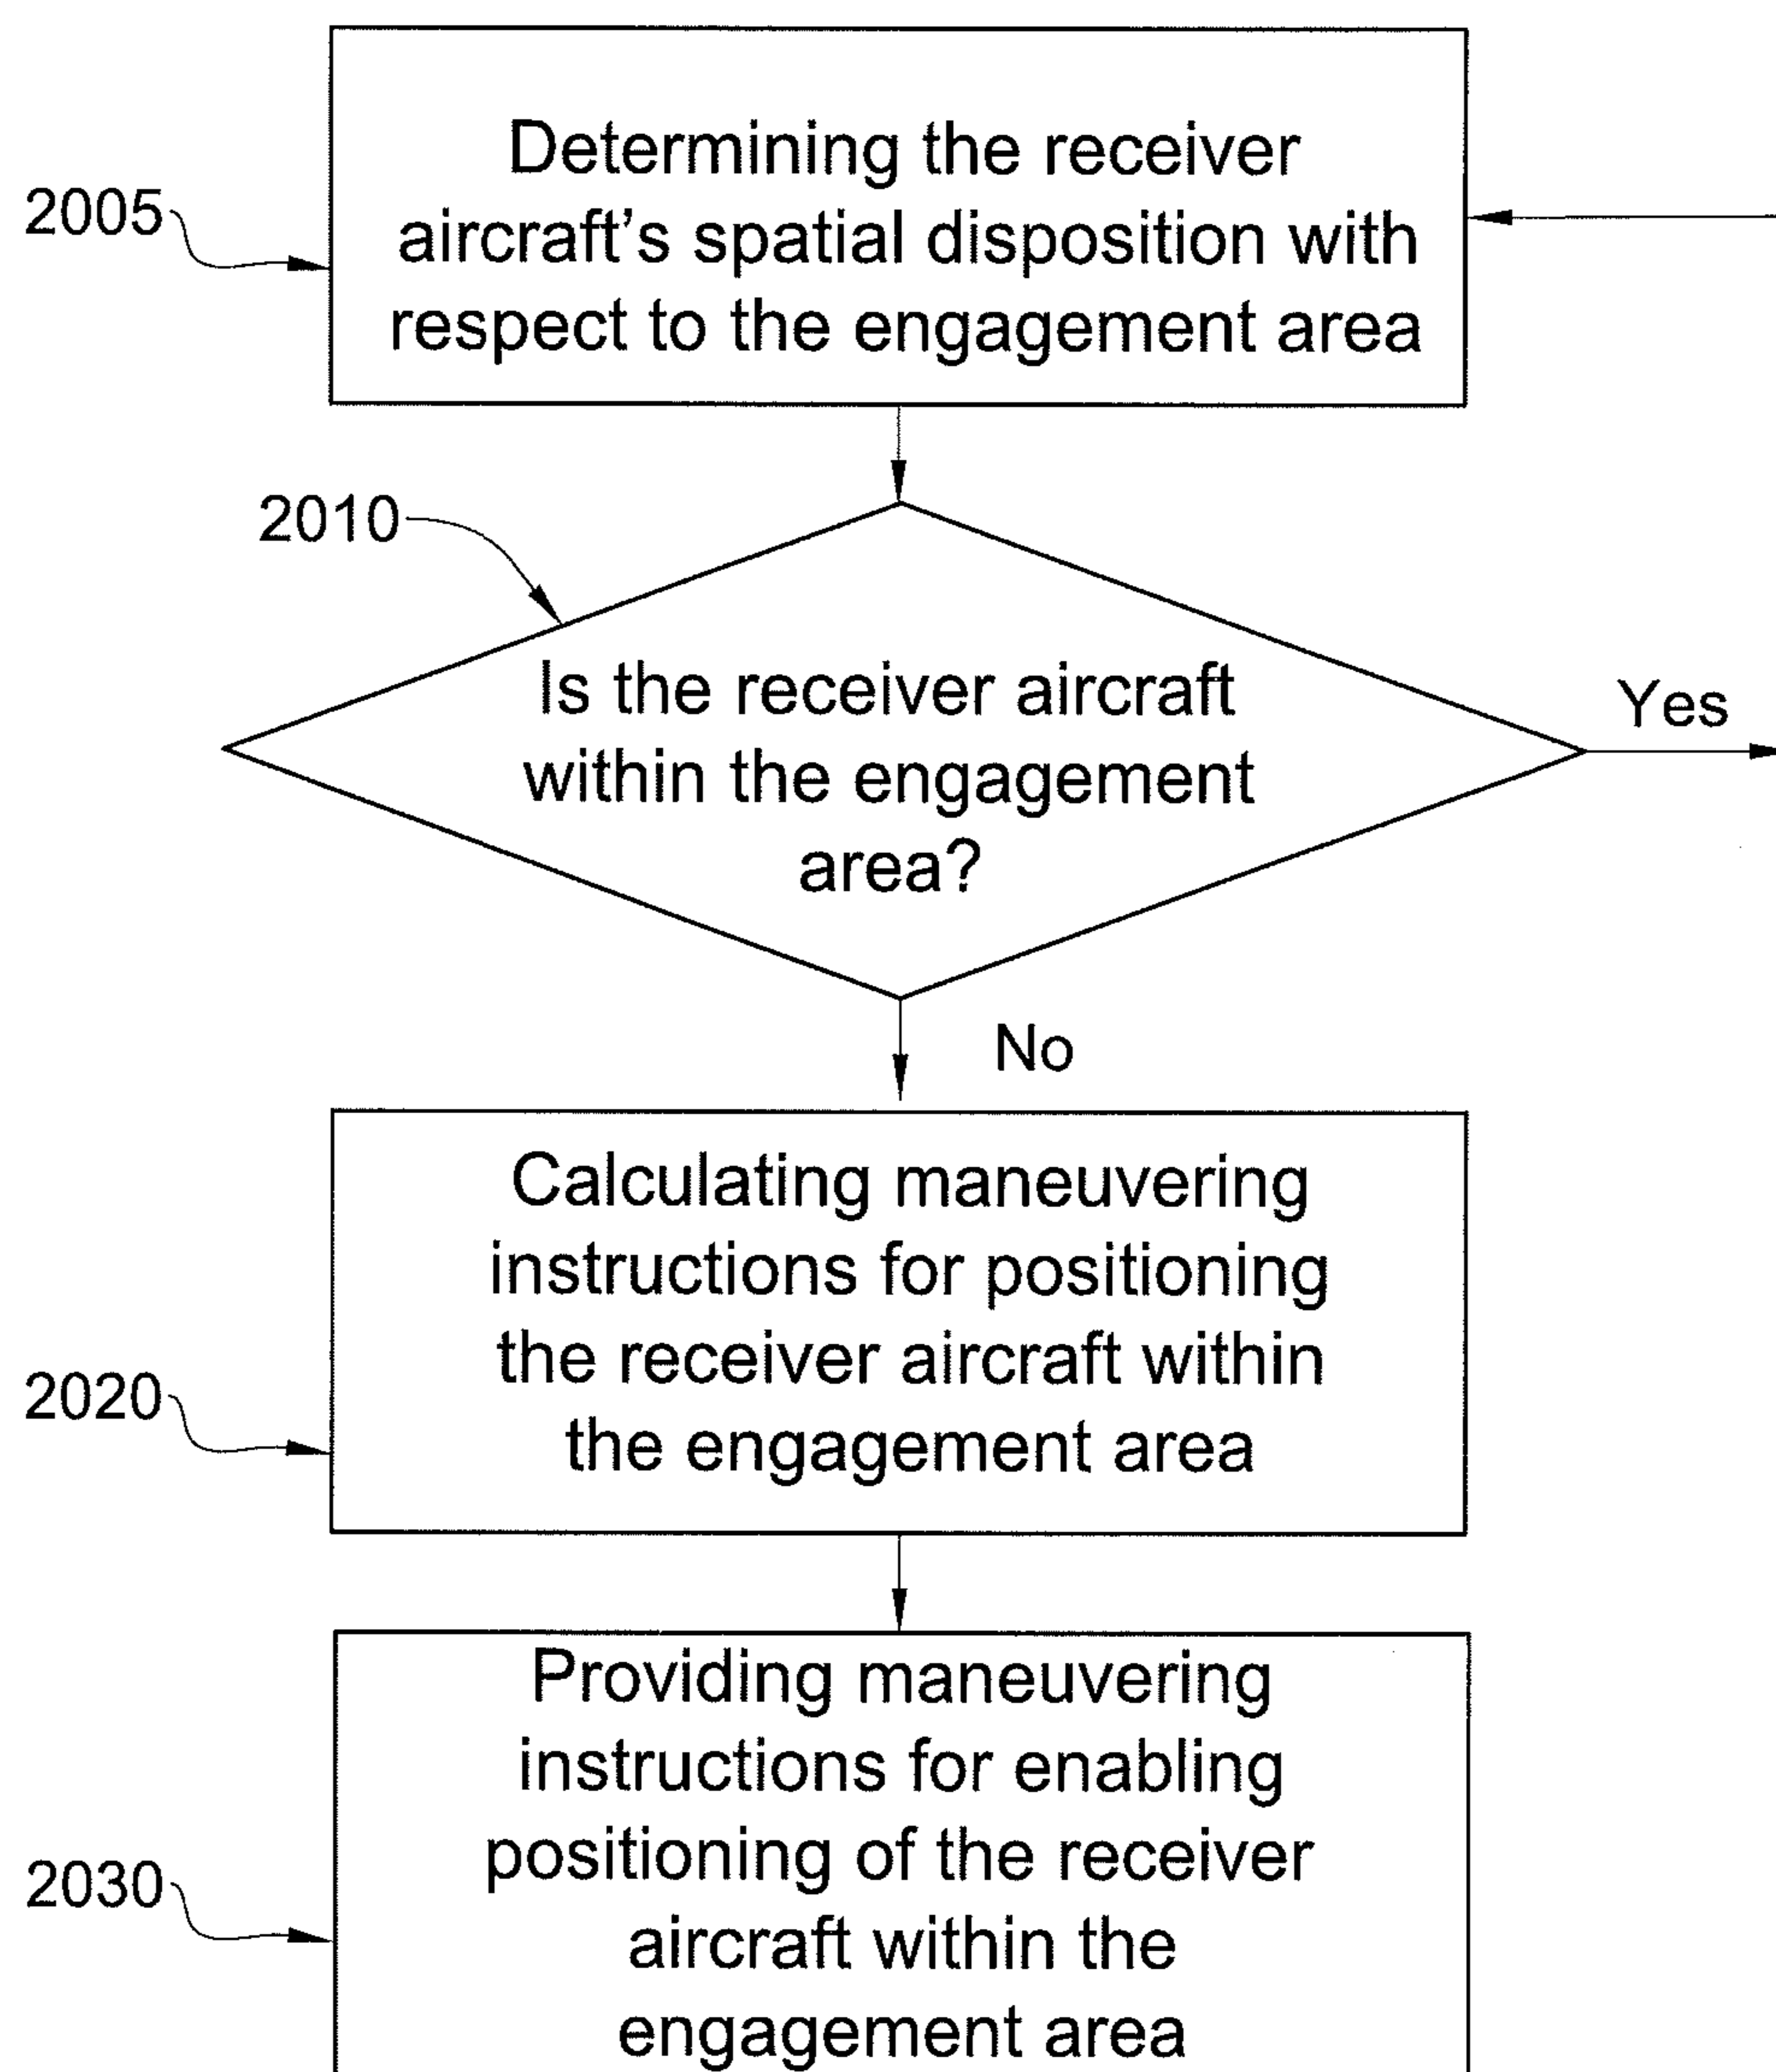 Determining the receiver
2005
aircraft's spatial disposition with
respect to the engagement area
2010
Is the receiver aircraft
Yes
within the engagement
area?
No
Calculating maneuvering
instructions for positioning
the receiver aircraft within
2020
the engagement area
Providing maneuvering
instructions for enabling
positioning of the receiver
2030
aircraft within the
engagement area